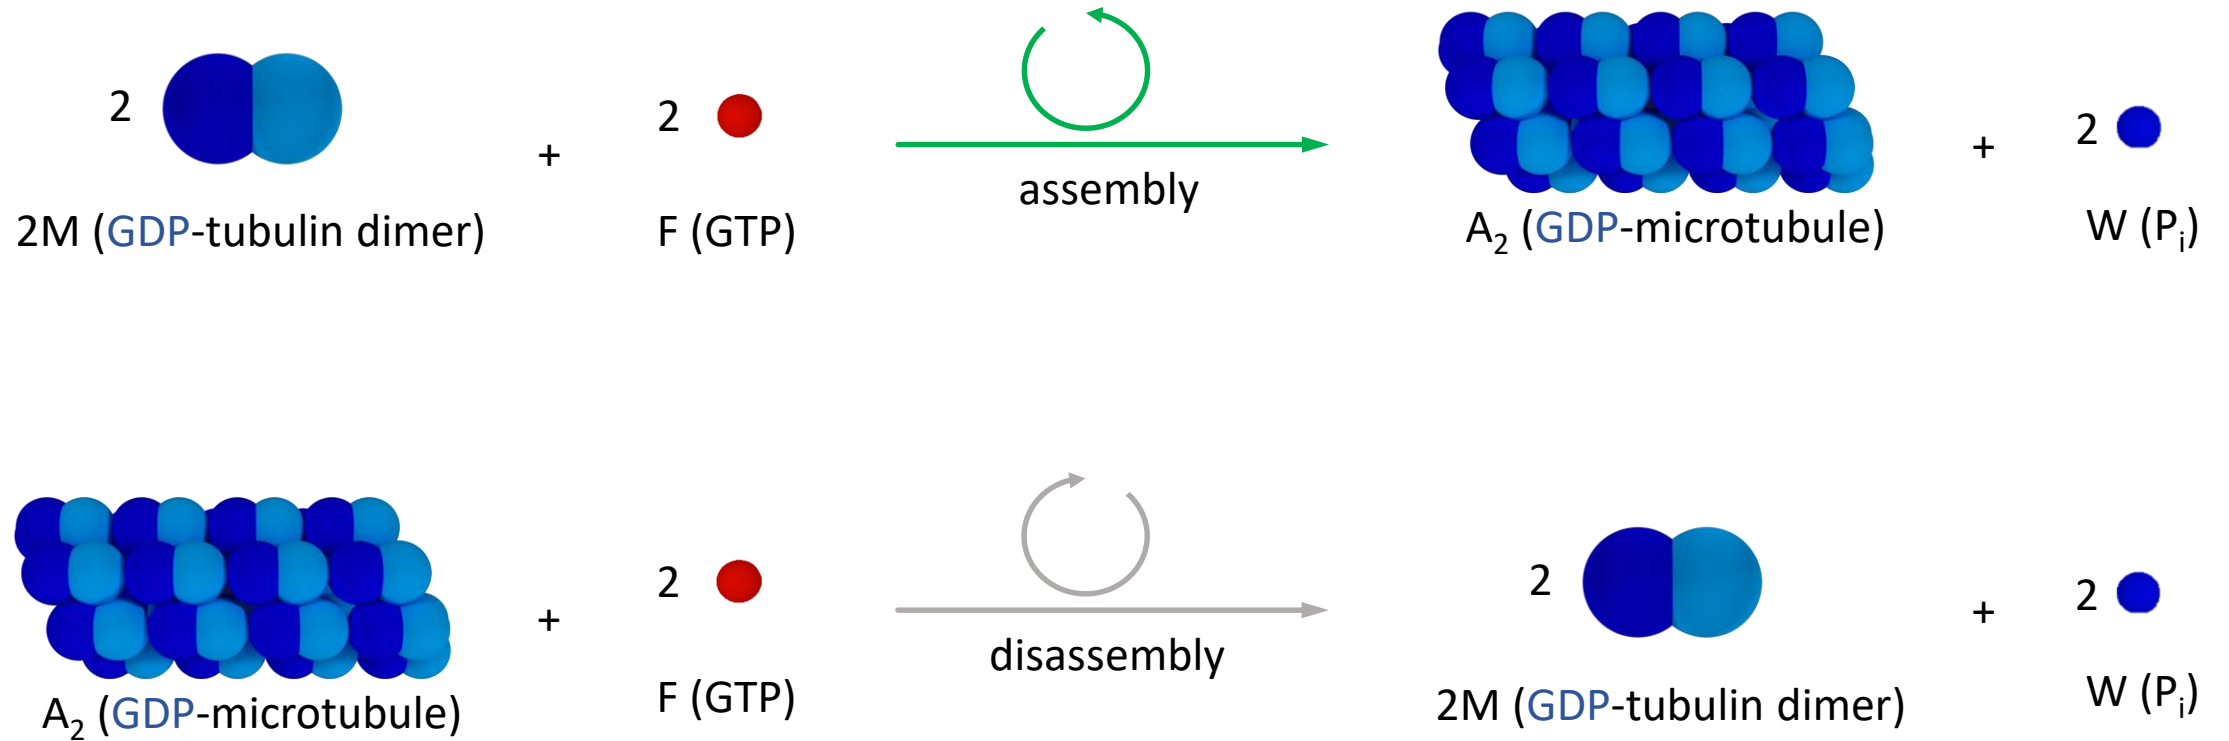 2 + 2 2 + 2
assembly
2M (GDP-tubulin dimer) F (GTP) A₂ (GDP-microtubule) W (Pᵢ)
2 2 + 2
+ disassembly
A₂ (GDP-microtubule) F (GTP) 2M (GDP-tubulin dimer) W (Pᵢ)